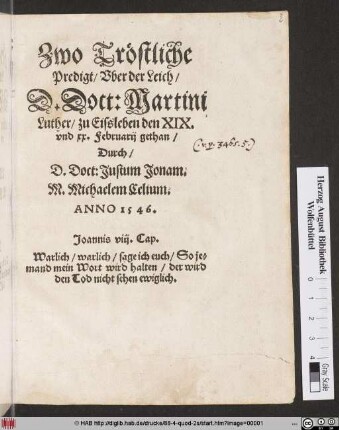 Zwo Tröstliche
Predigt / Vber der Leich /
D. Doct: Martini
Luther / zu Eissleben den XIX.
vnd xx. Februarij gethan /
Durch /
D. Doct: Justum Jonam.
M. Michaelem Celium.
ANNO 1546.
Joannis viij. Cap.
Warlich / warlich / sage ich euch / So je-
mand mein Wort wird halten / der wird
den Tod nicht sehen ewiglich.
Herzog August Bibliothek
Wolfenbüttel
Gray Scale
© HAB http://diglib.hab.de/drucke/88-4-quod-2s/start.htm?image=00001